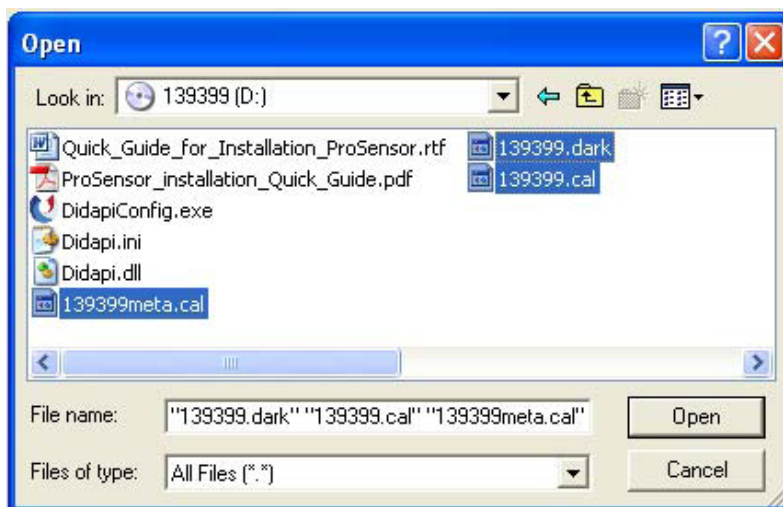 Open
Look in: 139399 (D:)
Quick_Guide_for_Installation_ProSensor.rtf
ProSensor_installation_Quick_Guide.pdf
DidapiConfig.exe
Didapi.ini
Didapi.dll
139399meta.cal
139399.dark
139399.cal
File name: "139399.dark" "139399.cal" "139399meta.cal" Open
Files of type: All Files (*.*) Cancel